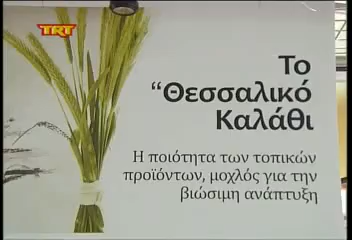 TRT
Το
“Θεσσαλικό
Καλάθι
Η ποιότητα των τοπικών
προϊόντων, μοχλός για την
βιώσιμη ανάπτυξη